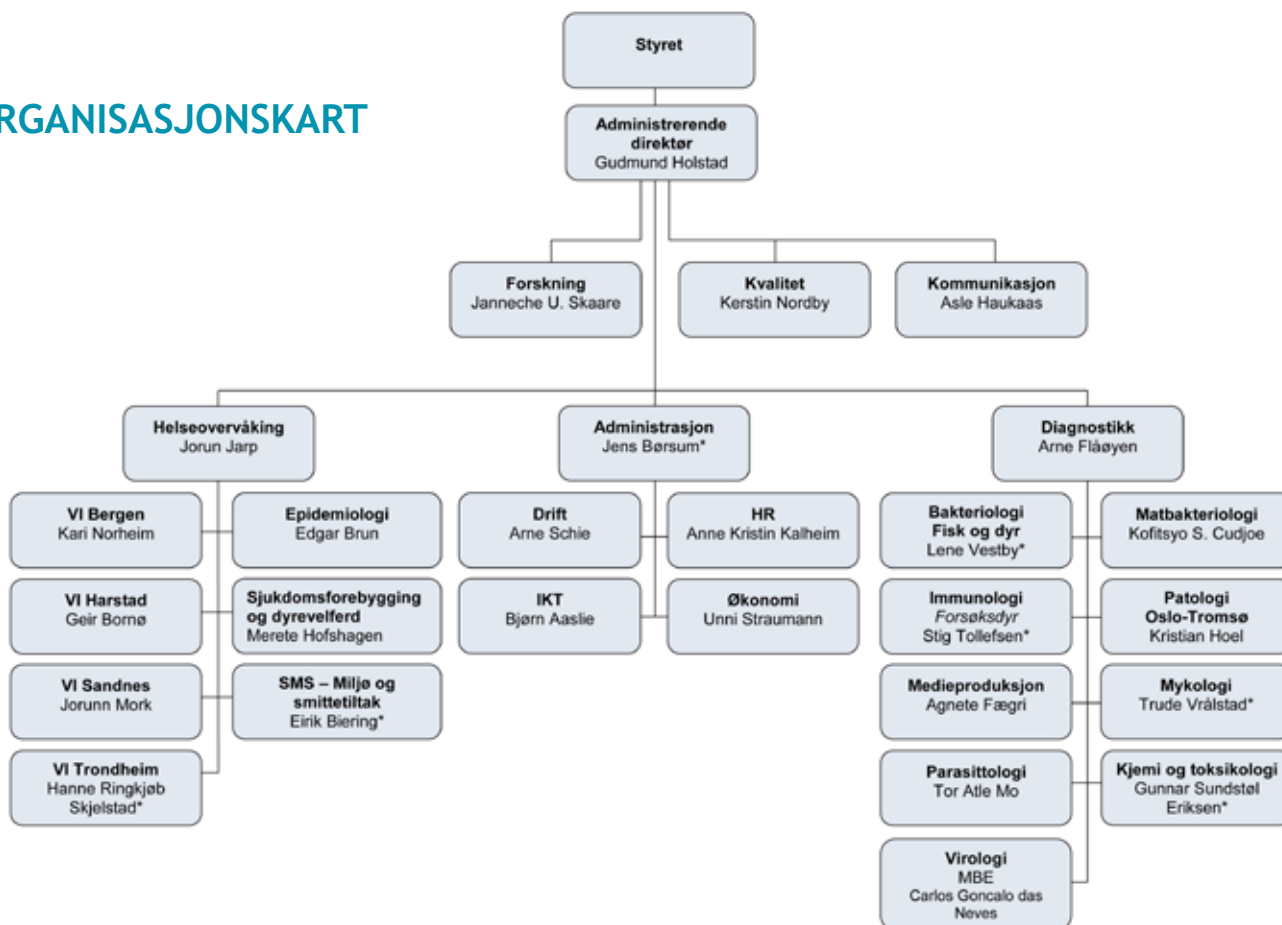 RGANISASJONSKART
Styret
Administrerende
direktør
Gudmund Holstad
Forskning
Janneche U. Skaare
Kvalitet
Kerstin Nordby
Kommunikasjon
Asle Haukaas
Helseovervåking
Jorun Jarp
Administrasjon
Jens Børsum*
Diagnostikk
Arne Flåøyen
VI Bergen
Kari Norheim
Epidemiologi
Edgar Brun
Drift
Arne Schie
HR
Anne Kristin Kalheim
Bakteriologi
Fisk og dyr
Lene Vestby*
Matbakteriologi
Kofitsyo S. Cudjoe
VI Harstad
Geir Bornø
Sjukdomsforebygging
og dyrevelferd
Merete Hofshagen
IKT
Bjørn Aaslie
Økonomi
Unni Straumann
Immunologi
Forsøksdyr
Stig Tollefsen*
Patologi
Oslo-Tromsø
Kristian Hoel
VI Sandnes
Jorunn Mork
SMS – Miljø og
smittetiltak
Eirik Biering*
Medieproduksjon
Agnete Fægri
Mykologi
Trude Vrålstad*
VI Trondheim
Hanne Ringkjøb
Skjelstad*
Parasittologi
Tor Atle Mo
Kjemi og toksikologi
Gunnar Sundstøl
Eriksen*
Virologi
MBE
Carlos Goncalo das
Neves